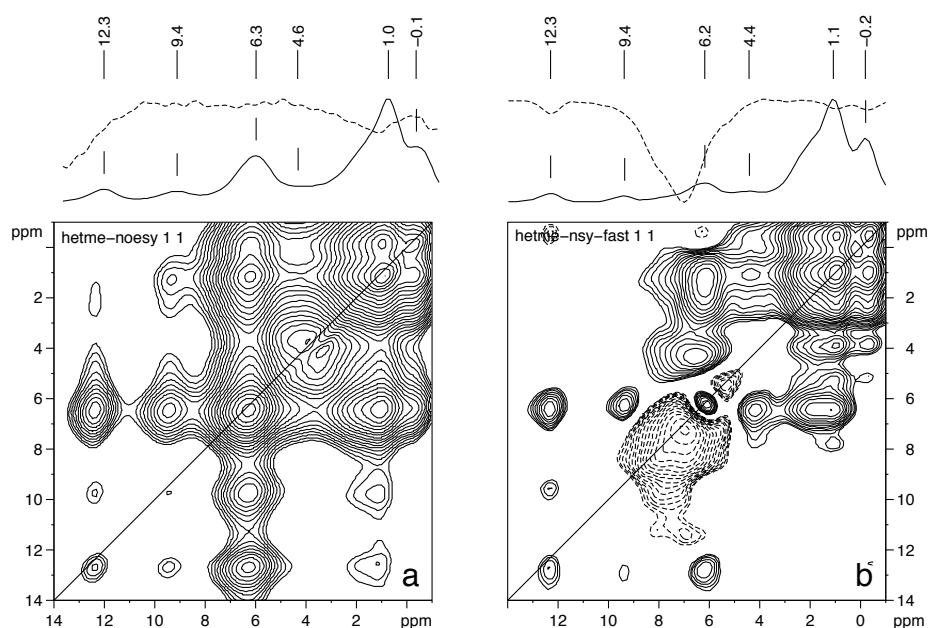 12.3 9.4 6.3 4.6 1.0 −0.1
12.3 9.4 6.2 4.4 1.1 −0.2
ppm
hetme−noesy 1 1
2
4
6
8
10
12
14
a
14 12 10 8 6 4 2 ppm
hetme−nsy−fast 1 1
ppm
2
4
6
8
10
12
14
b
12 10 8 6 4 2 0 ppm